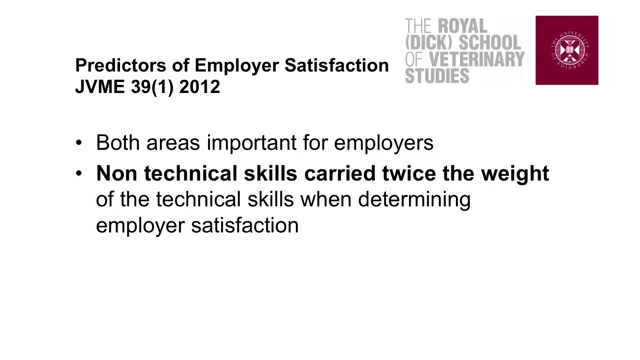 THE ROYAL
(DICK) SCHOOL
OF VETERINARY
STUDIES
Predictors of Employer Satisfaction
JVME 39(1) 2012
• Both areas important for employers
• Non technical skills carried twice the weight
of the technical skills when determining
employer satisfaction